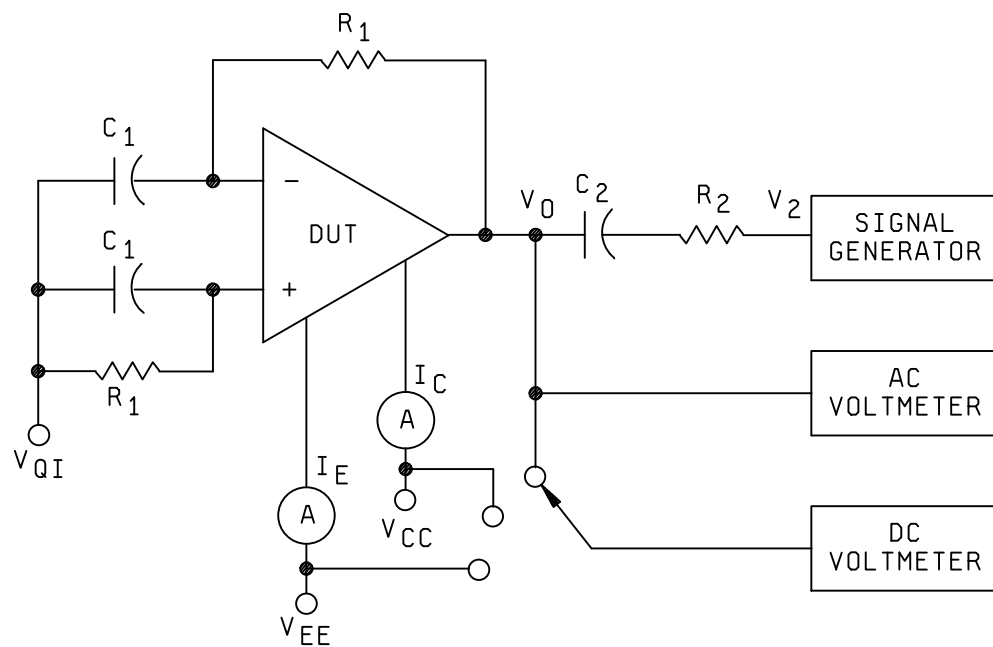 R1
C1
−
DUT
C1
+
R1
VQI
IE
A
VEE
IC
A
VCC
VO
C2
R2
V2
SIGNAL
GENERATOR
AC
VOLTMETER
DC
VOLTMETER